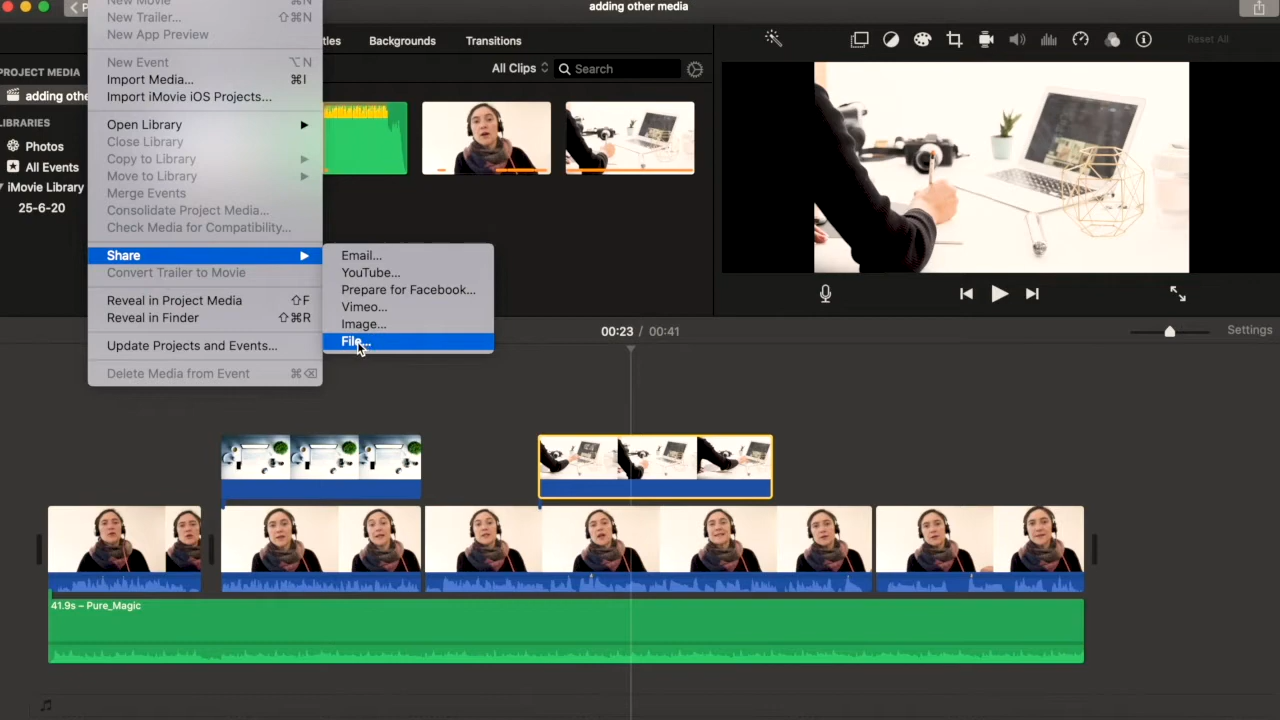 adding other media
New Movie ⌘N
New Trailer... ⇧⌘N
New App Preview
Backgrounds
Transitions
Reset All
New Event ⌥N
Import Media... ⌘I
Import iMovie iOS Projects...
All Clips
Search
PROJECT MEDIA
adding othe
LIBRARIES
Photos
All Events
iMovie Library
25-6-20
Open Library
Close Library
Copy to Library
Move to Library
Merge Events
Consolidate Project Media...
Check Media for Compatibility...
Share
Convert Trailer to Movie
Reveal in Project Media ⇧F
Reveal in Finder ⇧⌘R
Update Projects and Events...
Delete Media from Event ⌘⌫
Email...
YouTube...
Prepare for Facebook...
Vimeo...
Image...
File...
00:23 / 00:41
Settings
41.9s – Pure_Magic